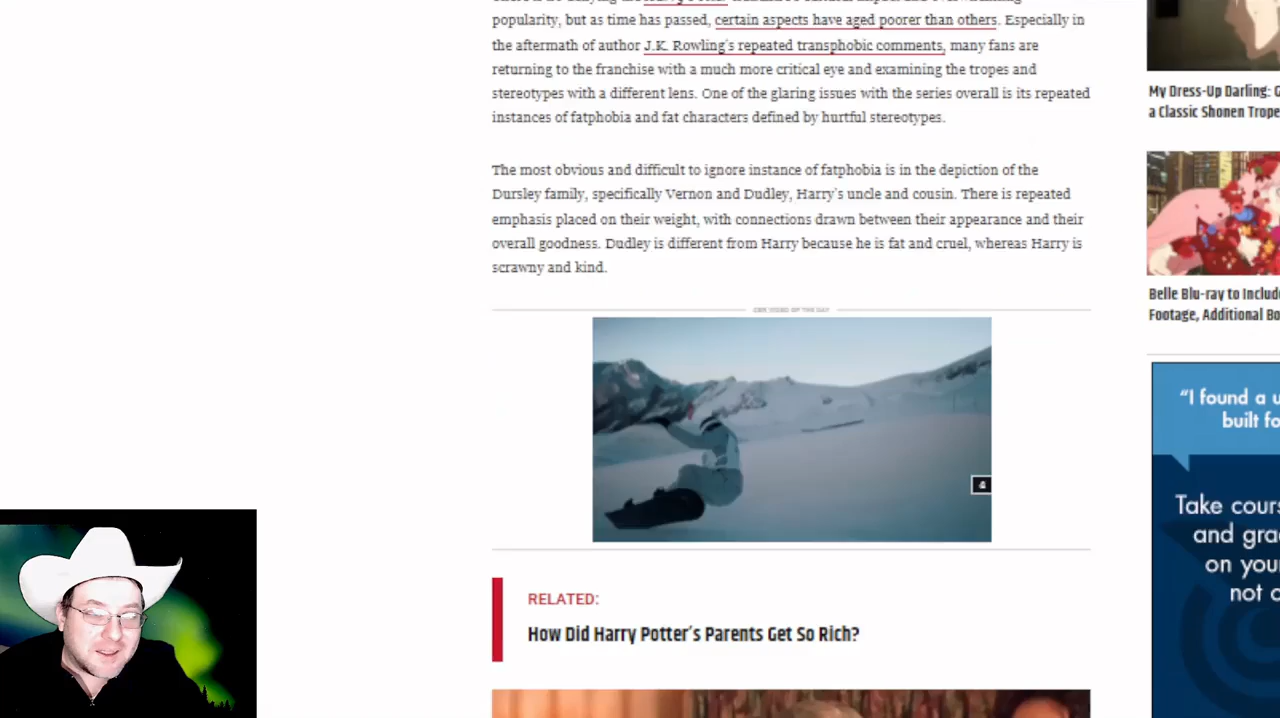 popularity, but as time has passed, certain aspects have aged poorer than others. Especially in
the aftermath of author J.K. Rowling's repeated transphobic comments, many fans are
returning to the franchise with a much more critical eye and examining the tropes and
stereotypes with a different lens. One of the glaring issues with the series overall is its repeated
instances of fatphobia and fat characters defined by hurtful stereotypes.
The most obvious and difficult to ignore instance of fatphobia is in the depiction of the
Dursley family, specifically Vernon and Dudley, Harry's uncle and cousin. There is repeated
emphasis placed on their weight, with connections drawn between their appearance and their
overall goodness. Dudley is different from Harry because he is fat and cruel, whereas Harry is
scrawny and kind.
CBR VIDEO OF THE DAY
RELATED:
How Did Harry Potter's Parents Get So Rich?
My Dress-Up Darling: G
a Classic Shonen Trope
Belle Blu-ray to Include
Footage, Additional Bo
"I found a u
built fo
Take cours
and grad
on your
not o